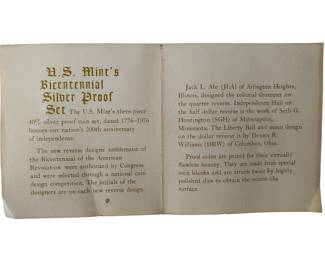 U.S. Mint's
Bicentennial
Silver Proof
Set The U.S. Mint's three-piece
40% silver proof coin set, dated 1776-1976
honors our nation's 200th anniversary
of independence.
The new reverse designs emblematic of
the Bicentennial of the American
Revolution were authorized by Congress
and were selected through a national coin
design competition. The initials of the
designers are on each new reverse design.
Jack L. Ahr (JLA) of Arlington Heights,
Illinois, designed the colonial drummer on
the quarter reverse. Independence Hall on
the half dollar reverse is the work of Seth G.
Huntington (SGH) of Minneapolis,
Minnesota. The Liberty Bell and moon design
on the dollar reverse is by Dennis R.
Williams (DRW) of Columbus, Ohio.
Proof coins are prized for their virtually
flawless beauty. They are made from special
coin blanks and are struck twice by highly
polished dies to obtain the mirror-like
surface.